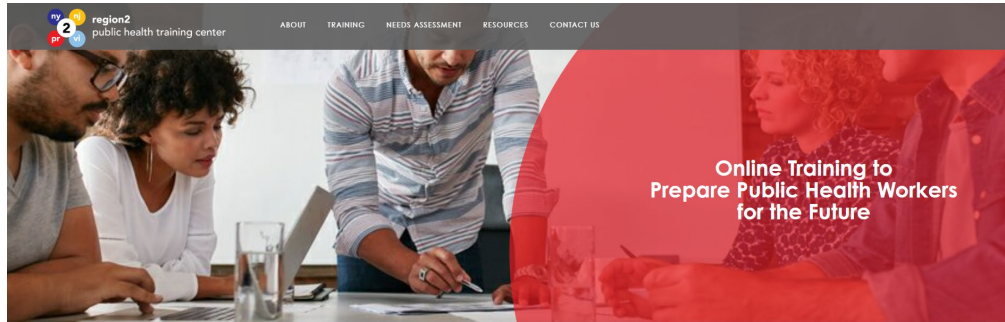 ny nj
2
pr vi
region2
public health training center
ABOUT TRAINING NEEDS ASSESSMENT RESOURCES CONTACT US
Online Training to
Prepare Public Health Workers
for the Future